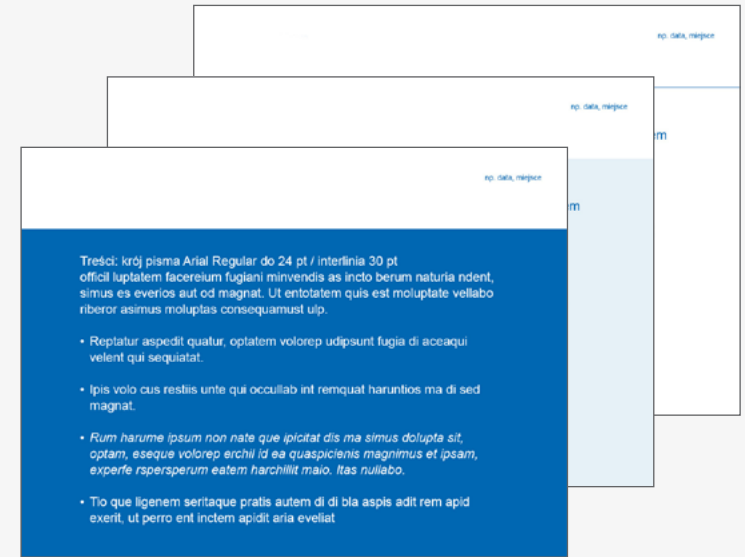 np. data, miejsce
np. data, miejsce
em
np. data, miejsce
em
Treści: krój pisma Arial Regular do 24 pt / interlinia 30 pt
officil luptatem facereium fugiani minvendis as incto berum naturia ndent,
simus es everios aut od magnat. Ut entotatem quis est moluptate vellabo
riberor asimus moluptas consequamust ulp.
• Reptatur aspedit quatur, optatem volorep udipsunt fugia di aceaqui
velent qui sequiatat.
• Ipis volo cus restiis unte qui occullab int remquat haruntios ma di sed
magnat.
• Rum harume ipsum non nate que ipicitat dis ma simus dolupta sit,
optam, eseque volorep erchil id ea quaspicienis magnimus et ipsam,
experfe rspersperum eatem harchillit maio. Itas nullabo.
• Tio que ligenem seritaque pratis autem di di bla aspis adit rem apid
exerit, ut perro ent inctem apidit aria eveliat